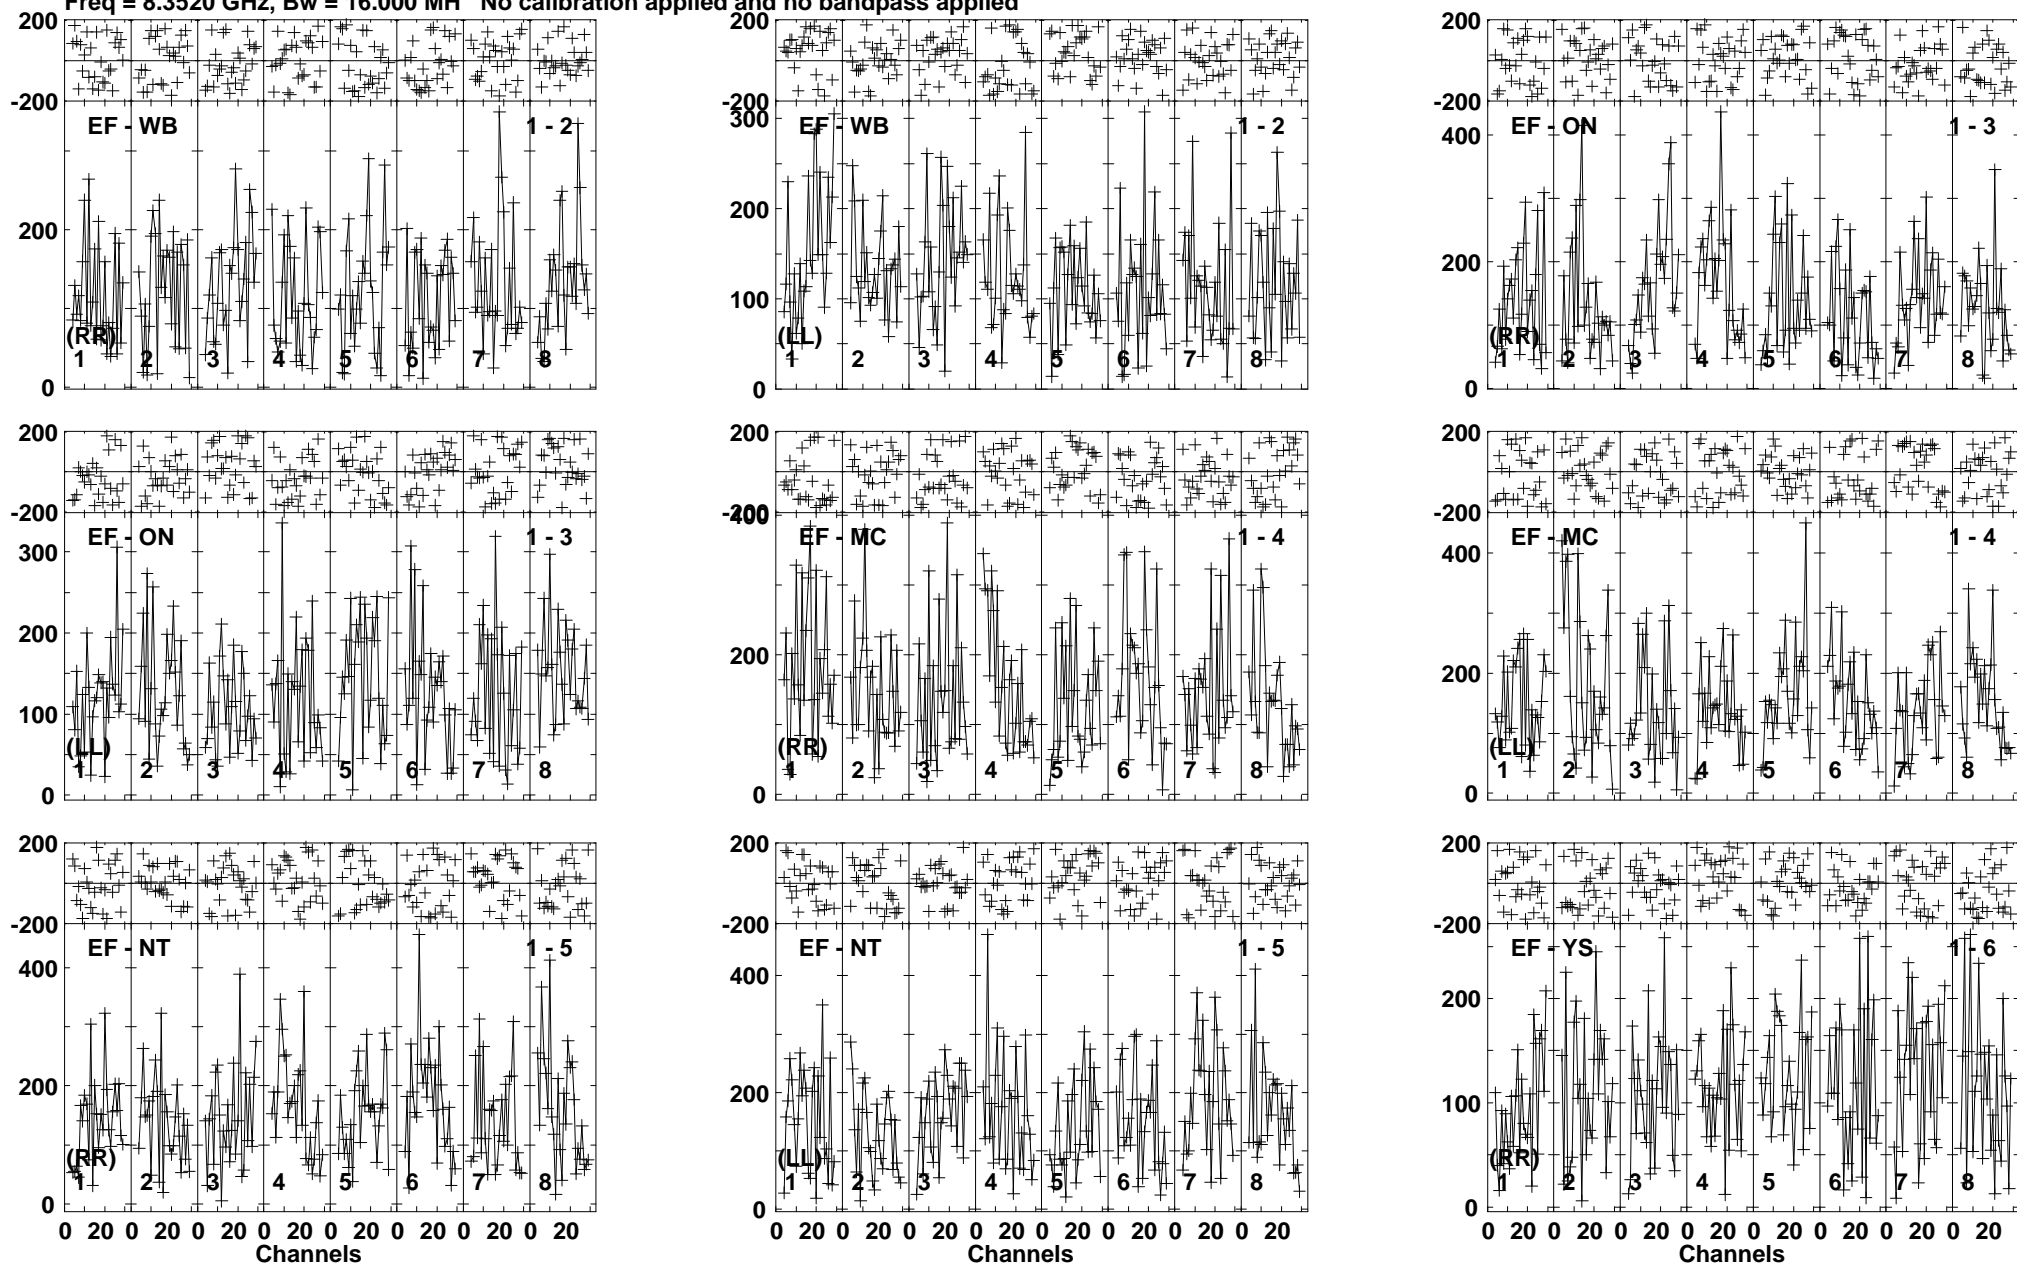 Freq = 8.3520 GHz, Bw = 16.000 MH No calibration applied and no bandpass applied
200 200 200
-200 -200 -200
EF - WB 1 - 2 300 EF - WB 1 - 2 EF - ON 1 - 3
400
200 200 200
100
(RR) (LL) (RR)
1 2 3 4 5 6 7 8 1 2 3 4 5 6 7 8 1 2 3 4 5 6 7 8
0 0 0
200 200 200
-200 -200 -200
400
EF - ON 1 - 3 EF - MC 1 - 4 EF - MC 1 - 4
300 400
200 200 200
100
(LL) (RR) (LL)
1 2 3 4 5 6 7 8 1 2 3 4 5 6 7 8 1 2 3 4 5 6 7 8
0 0 0
200 200 200
-200 -200 -200
EF - NT 1 - 5 EF - NT 1 - 5 EF - YS 1 - 6
400 400 200
200 200 100
(RR) (LL) (RR)
1 2 3 4 5 6 7 8 1 2 3 4 5 6 7 8 1 2 3 4 5 6 7 8
0 0 0
0 20 0 20 0 20 0 20 0 20 0 20 0 20 0 20 0 20 0 20 0 20 0 20 0 20 0 20 0 20 0 20 0 20 0 20 0 20 0 20 0 20 0 20 0 20 0 20
Channels Channels Channels